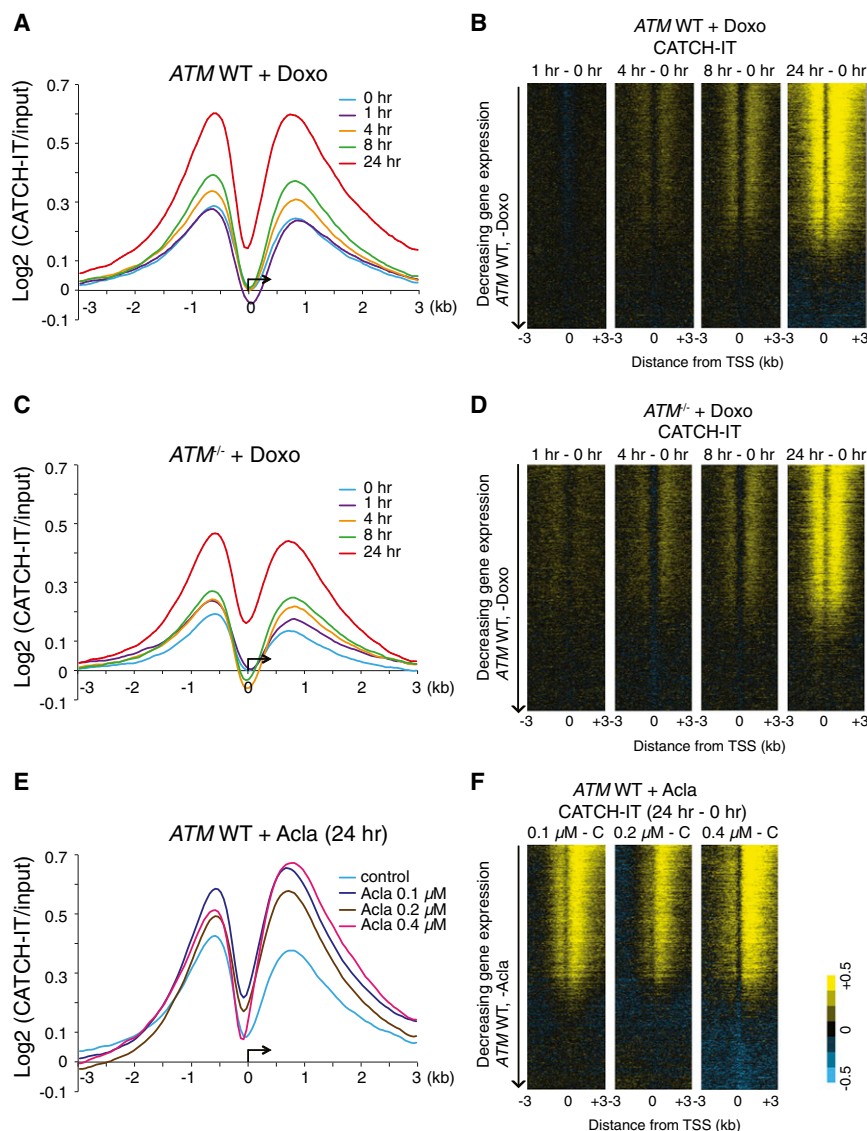 A
ATM WT + Doxo
Log2 (CATCH-IT/input)
0.7
0.5
0.3
0.1
0
-0.1
0 hr
1 hr
4 hr
8 hr
24 hr
-3 -2 -1 0 1 2 3 (kb)
B
ATM WT + Doxo
CATCH-IT
1 hr - 0 hr 4 hr - 0 hr 8 hr - 0 hr 24 hr - 0 hr
Decreasing gene expression
ATM WT, -Doxo
-3 0 +3 -3 0 +3 -3 0 +3 -3 0 +3
Distance from TSS (kb)
C
ATM-/- + Doxo
Log2 (CATCH-IT/input)
0.7
0.5
0.3
0.1
0
-0.1
0 hr
1 hr
4 hr
8 hr
24 hr
-3 -2 -1 0 1 2 3 (kb)
D
ATM-/- + Doxo
CATCH-IT
1 hr - 0 hr 4 hr - 0 hr 8 hr - 0 hr 24 hr - 0 hr
Decreasing gene expression
ATM WT, -Doxo
-3 0 +3 -3 0 +3 -3 0 +3 -3 0 +3
Distance from TSS (kb)
E
ATM WT + Acla (24 hr)
Log2 (CATCH-IT/input)
0.7
0.5
0.3
0.1
0
-0.1
control
Acla 0.1 µM
Acla 0.2 µM
Acla 0.4 µM
-3 -2 -1 0 1 2 3 (kb)
F
ATM WT + Acla
CATCH-IT (24 hr - 0 hr)
0.1 µM - C 0.2 µM - C 0.4 µM - C
Decreasing gene expression
ATM WT, -Acla
-3 0 +3 -3 0 +3 -3 0 +3
Distance from TSS (kb)
+0.5
0
-0.5